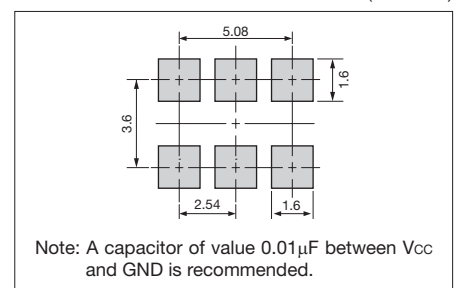 5.08
1.6
3.6
2.54
1.6
Note: A capacitor of value 0.01μF between Vcc
and GND is recommended.